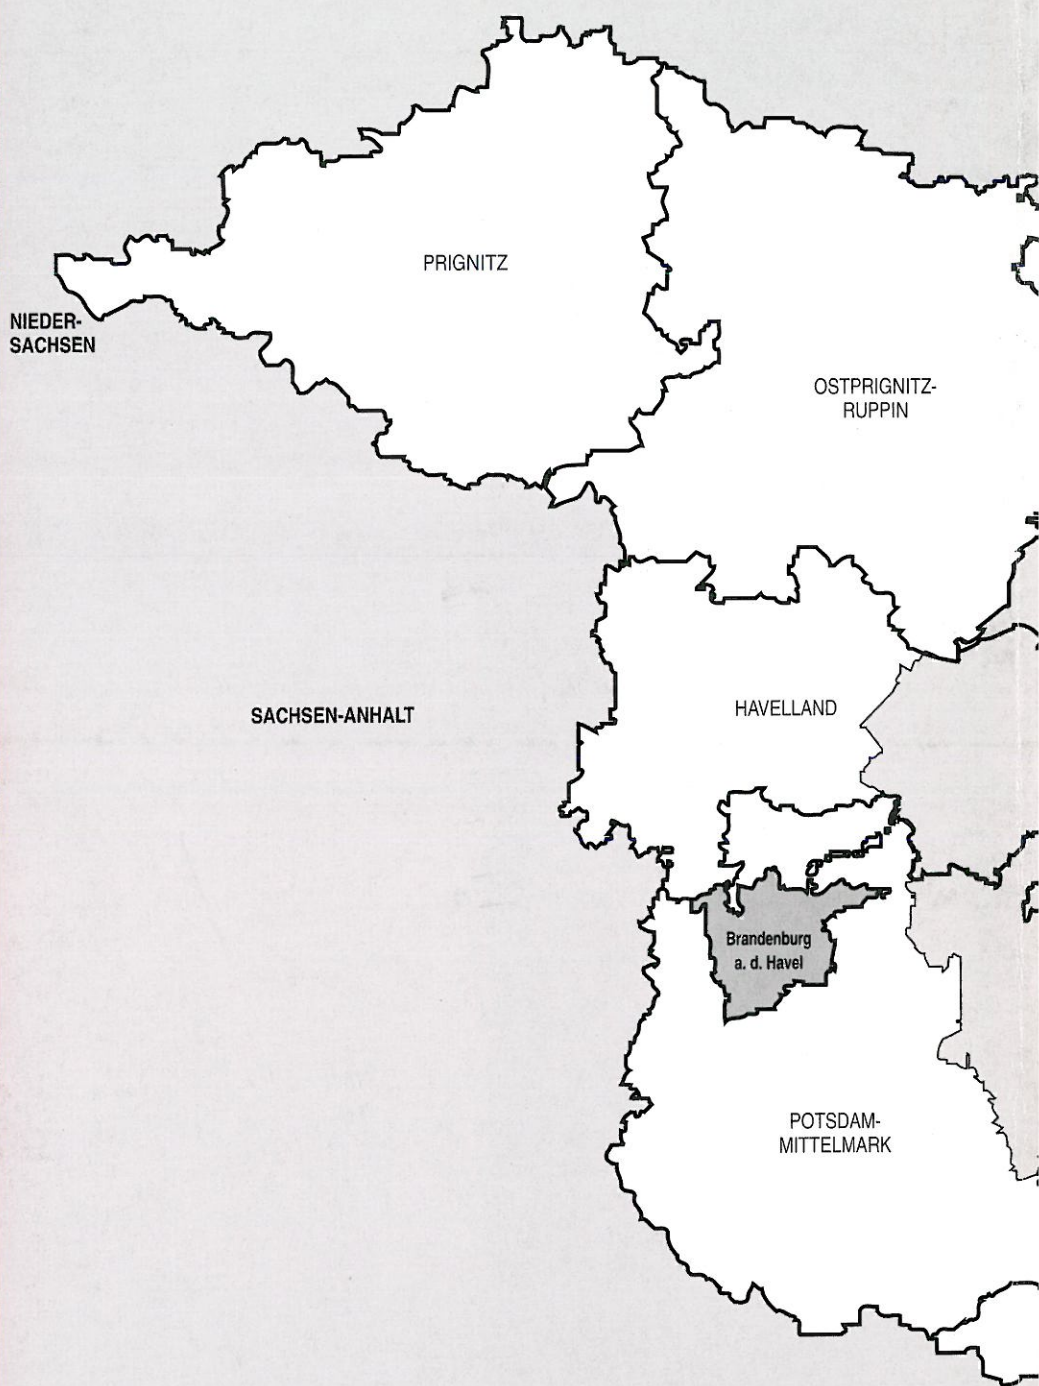 PRIGNITZ
NIEDER-
SACHSEN
OSTPRIGNITZ-
RUPPIN
SACHSEN-ANHALT
HAVELLAND
Brandenburg
a. d. Havel
POTSDAM-
MITTELMARK